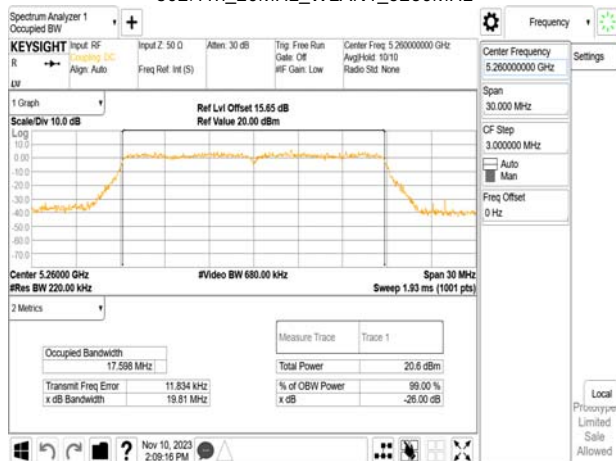 Spectrum Analyzer 1
Occupied BW
+
Frequency
KEYSIGHT
Input: RF
Coupling: DC
Align: Auto
Input Z: 50 Ω
Freq Ref: Int (S)
Atten: 30 dB
Trig: Free Run
Gate: Off
#IF Gain: Low
Center Freq: 5.260000000 GHz
Avg|Hold: 10/10
Radio Std: None
R
LXI
Center Frequency
5.260000000 GHz
Settings
Span
30.000 MHz
CF Step
3.000000 MHz
Auto
Man
Freq Offset
0 Hz
1 Graph
Scale/Div 10.0 dB
Ref Lvl Offset 15.65 dB
Ref Value 20.00 dBm
Log
10.0
0.00
-10.0
-20.0
-30.0
-40.0
-50.0
-60.0
-70.0
Center 5.26000 GHz
#Res BW 220.00 kHz
#Video BW 680.00 kHz
Span 30 MHz
Sweep 1.93 ms (1001 pts)
2 Metrics
Measure Trace
Trace 1
Occupied Bandwidth
17.598 MHz
Total Power
20.6 dBm
Transmit Freq Error
11.834 kHz
% of OBW Power
99.00 %
x dB Bandwidth
19.81 MHz
x dB
-26.00 dB
Local
Prototype
Limited
Sale
Allowed
?
Nov 10, 2023
2:09:16 PM